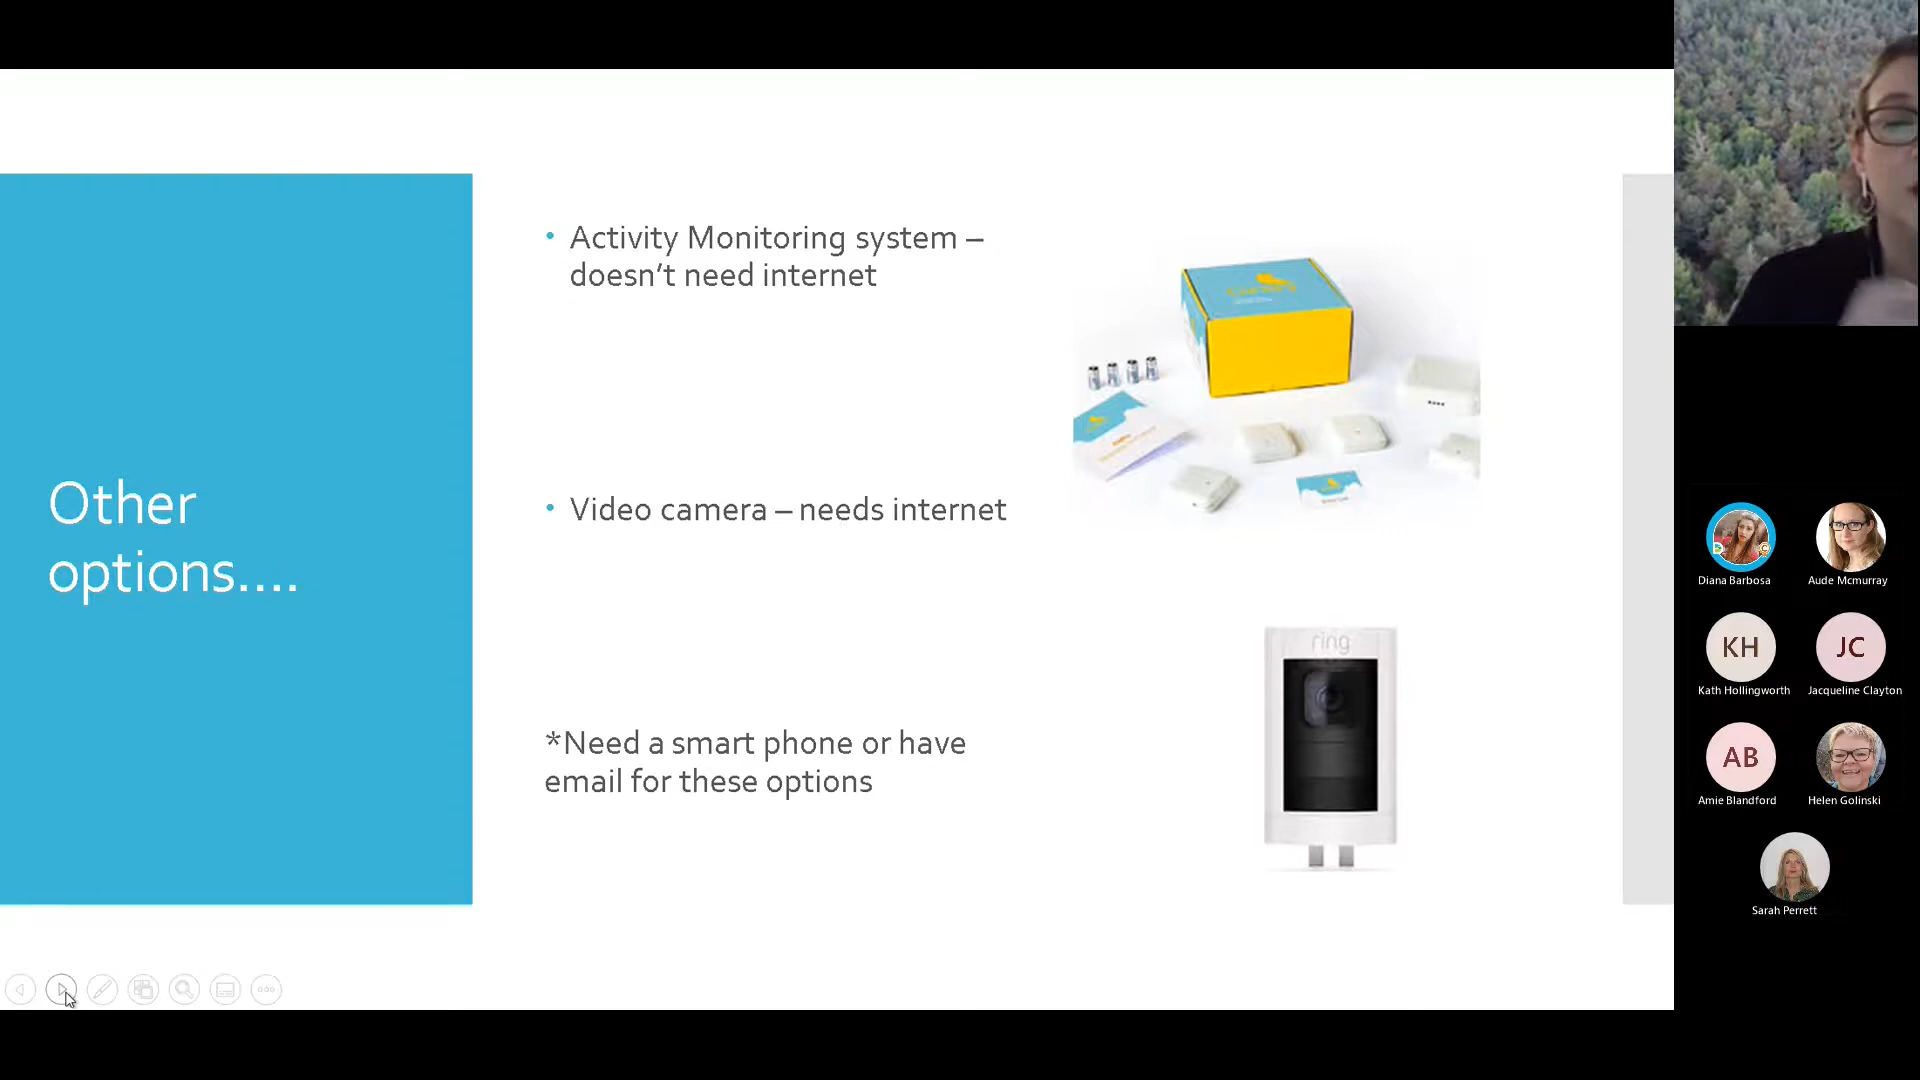 Other
options....
• Activity Monitoring system –
doesn't need internet
• Video camera – needs internet
*Need a smart phone or have
email for these options
ring
Diana Barbosa
Aude Mcmurray
KH
JC
Kath Hollingworth
Jacqueline Clayton
AB
Amie Blandford
Helen Golinski
Sarah Perrett